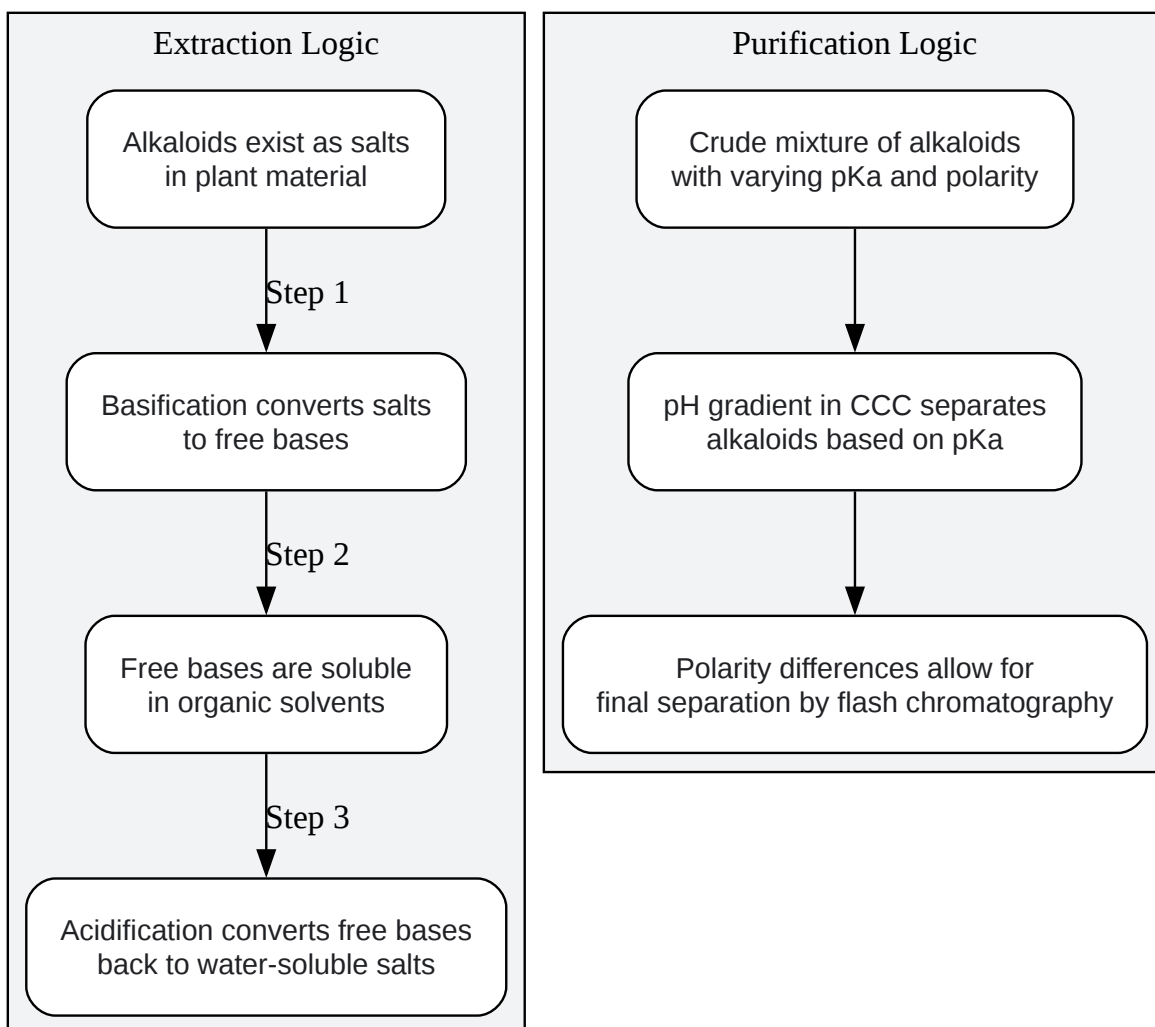 Extraction Logic
Alkaloids exist as salts
in plant material
Step 1
Basification converts salts
to free bases
Step 2
Free bases are soluble
in organic solvents
Step 3
Acidification converts free bases
back to water-soluble salts
Purification Logic
Crude mixture of alkaloids
with varying pKa and polarity
pH gradient in CCC separates
alkaloids based on pKa
Polarity differences allow for
final separation by flash chromatography